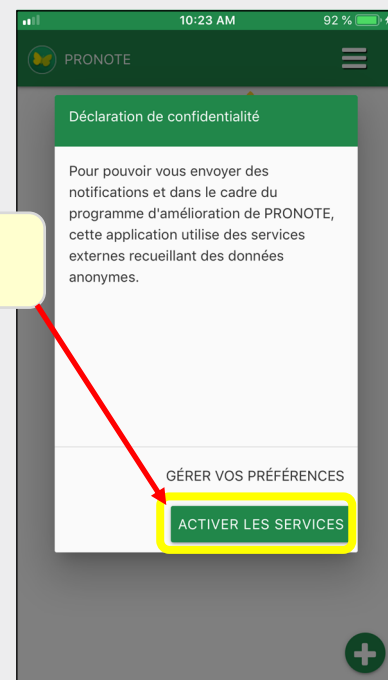 10:23 AM
92 %
PRONOTE
Déclaration de confidentialité
Pour pouvoir vous envoyer des
notifications et dans le cadre du
programme d'amélioration de PRONOTE,
cette application utilise des services
externes recueillant des données
anonymes.
GÉRER VOS PRÉFÉRENCES
ACTIVER LES SERVICES